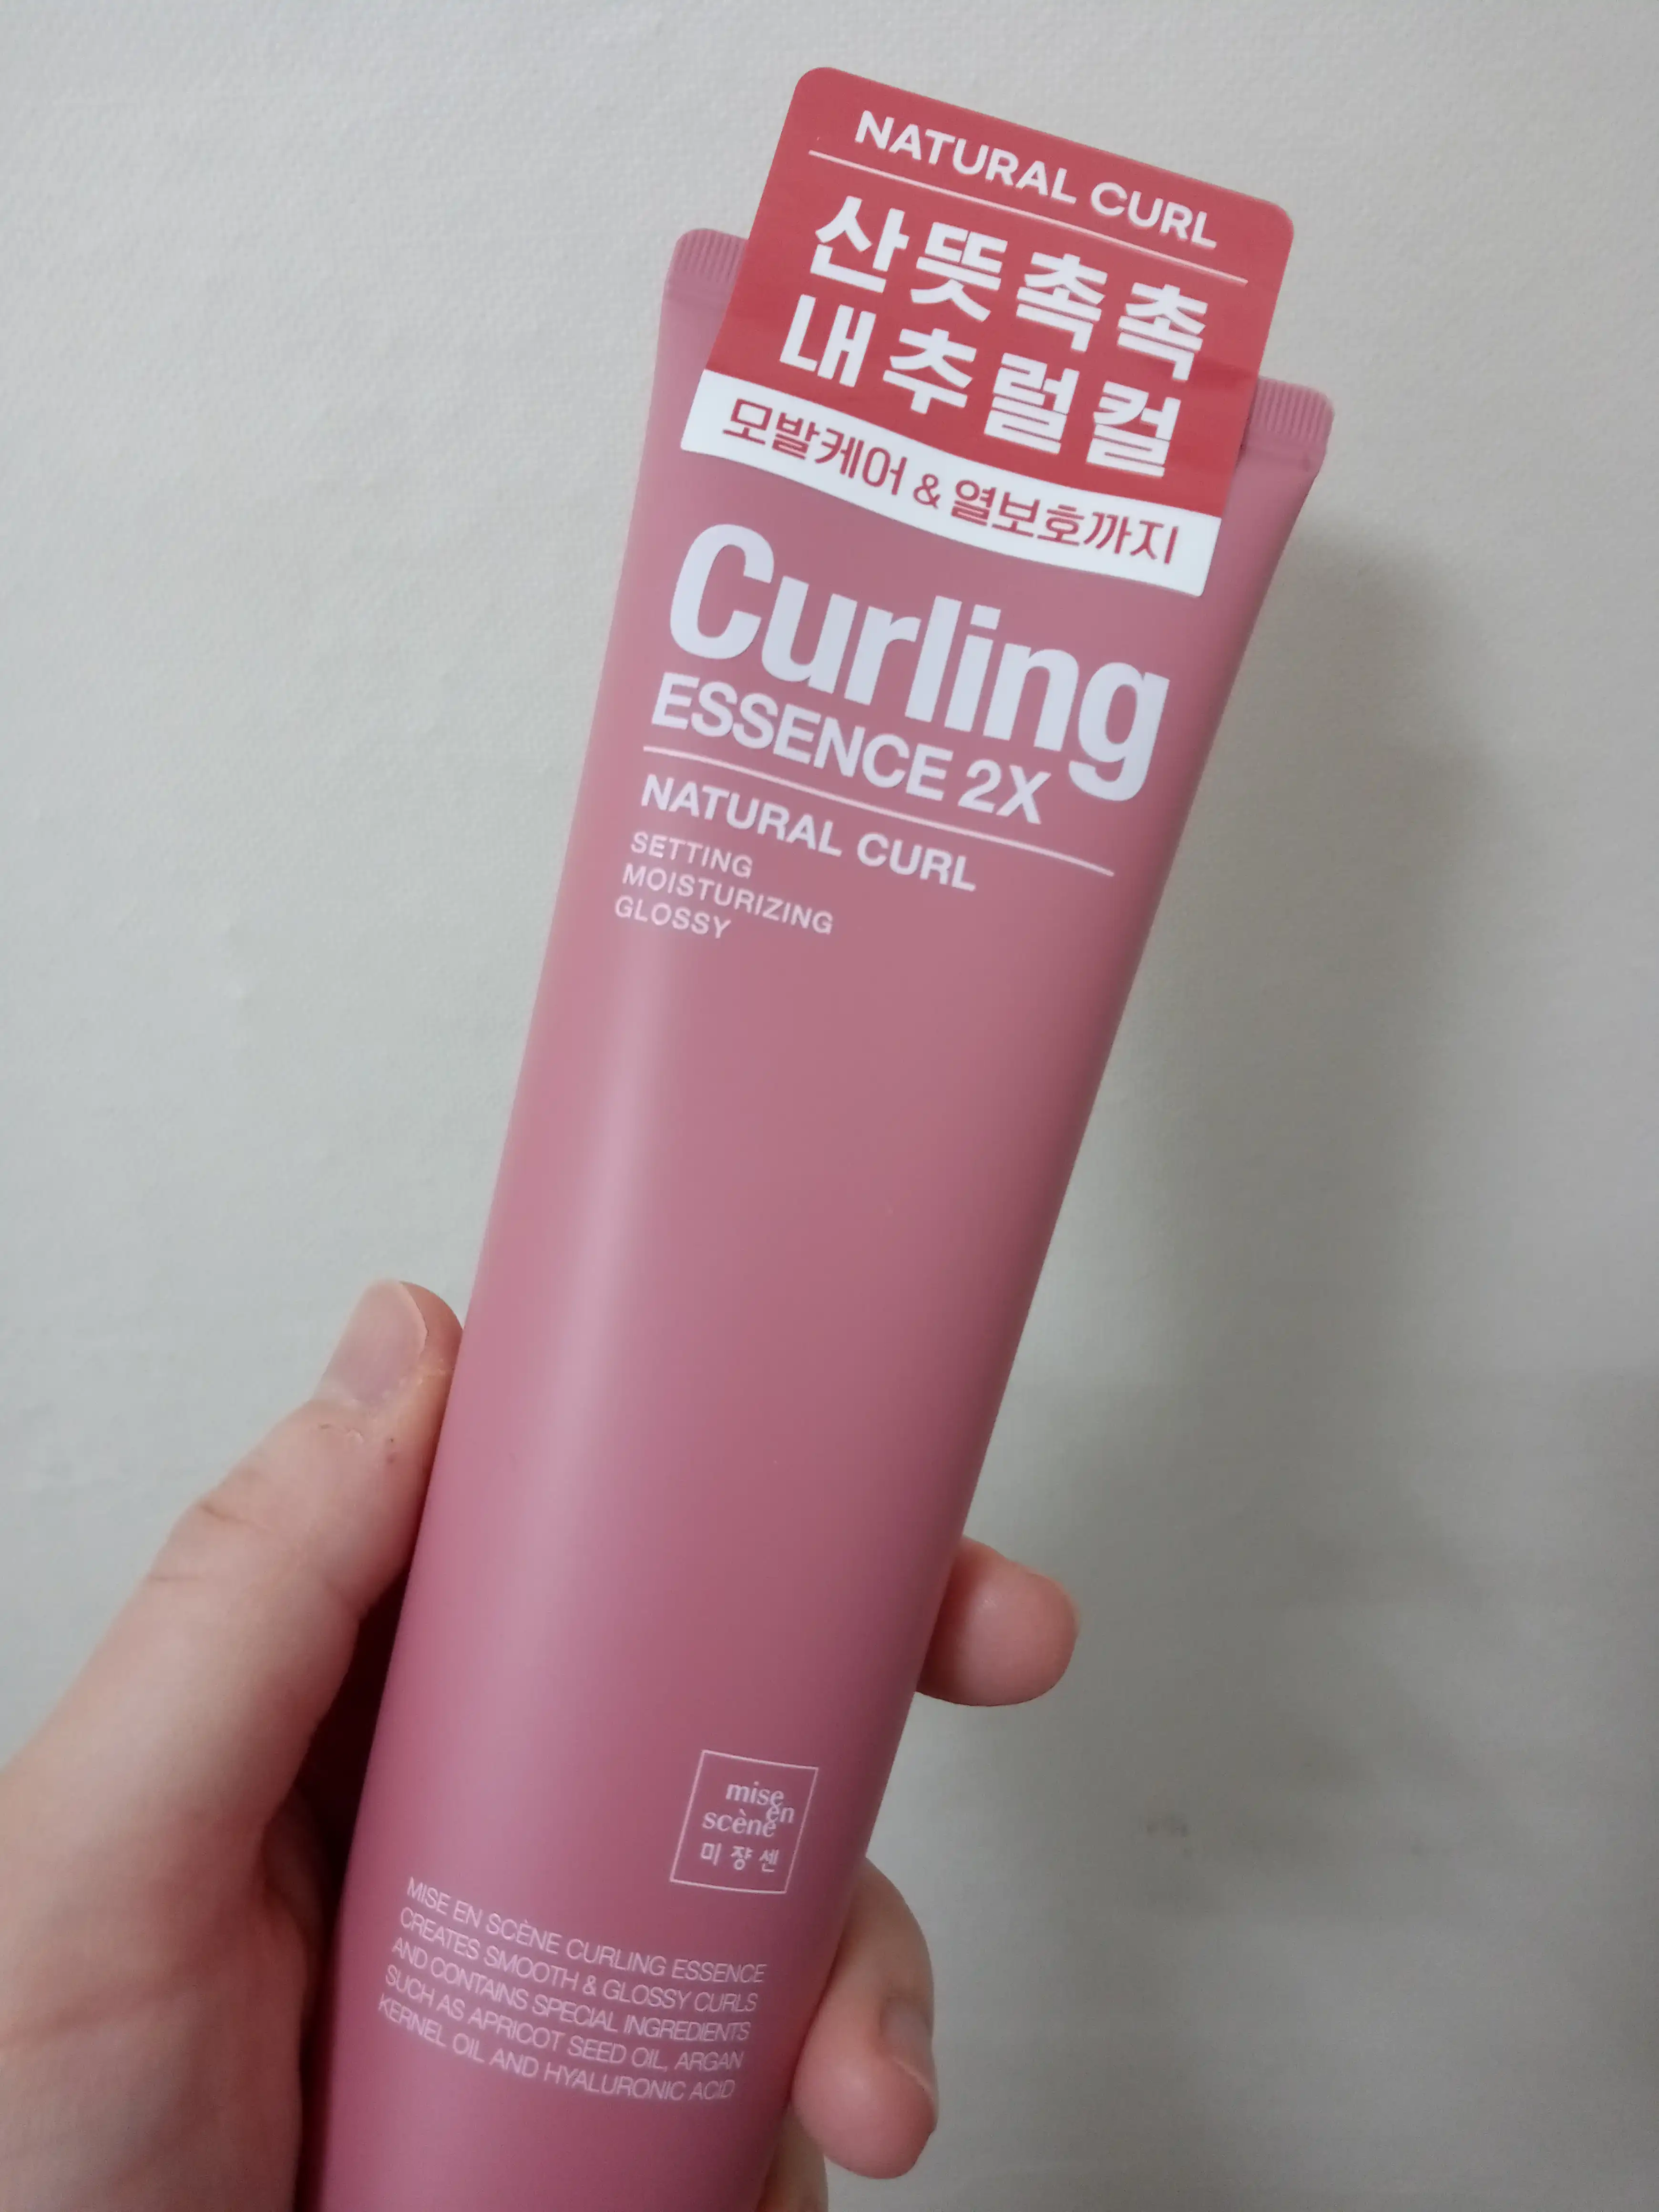 NATURAL CURL
산뜻촉촉
내추럴컬
모발케어 & 열보호까지
Curling
ESSENCE 2X
NATURAL CURL
SETTING
MOISTURIZING
GLOSSY
mise
en
scène
미쟝센
MISE EN SCÈNE CURLING ESSENCE
CREATES SMOOTH & GLOSSY CURLS
AND CONTAINS SPECIAL INGREDIENTS
SUCH AS APRICOT SEED OIL, ARGAN
KERNEL OIL AND HYALURONIC ACID